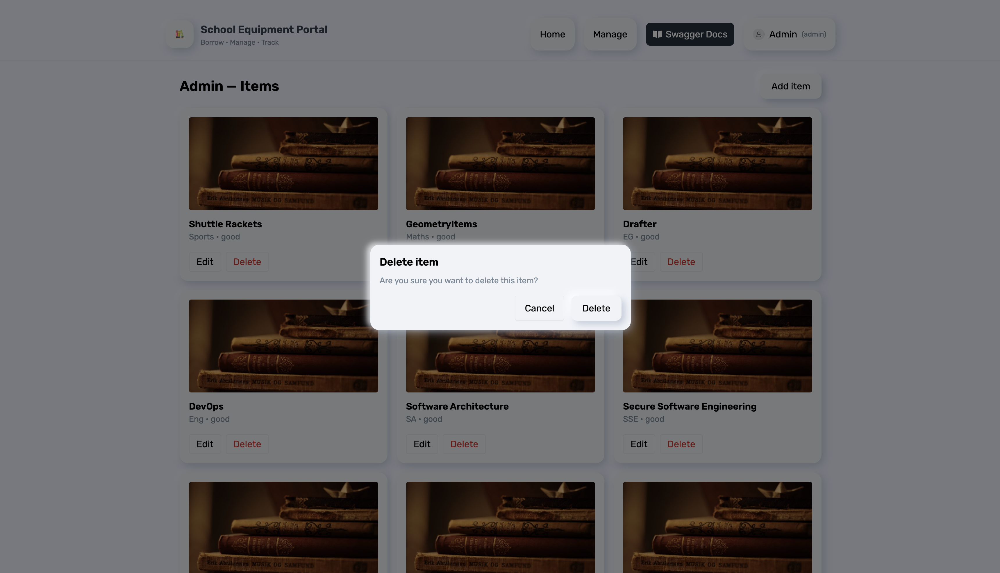 School Equipment Portal
Borrow • Manage • Track
Home
Manage
Swagger Docs
Admin (admin)
Admin — Items
Add item
Erik Abrahamsen: MUSIK OG SAMFUND
Erik Abrahamsen: MUSIK OG SAMFUND
Erik Abrahamsen: MUSIK OG SAMFUND
Shuttle Rackets
Sports • good
Edit
Delete
GeometryItems
Maths • good
Drafter
EG • good
Edit
Delete
Delete item
Are you sure you want to delete this item?
Cancel
Delete
Erik Abrahamsen: MUSIK OG SAMFUND
Erik Abrahamsen: MUSIK OG SAMFUND
Erik Abrahamsen: MUSIK OG SAMFUND
DevOps
Eng • good
Edit
Delete
Software Architecture
SA • good
Edit
Delete
Secure Software Engineering
SSE • good
Edit
Delete
Erik Abrahamsen: MUSIK OG SAMFUND
Erik Abrahamsen: MUSIK OG SAMFUND
Erik Abrahamsen: MUSIK OG SAMFUND